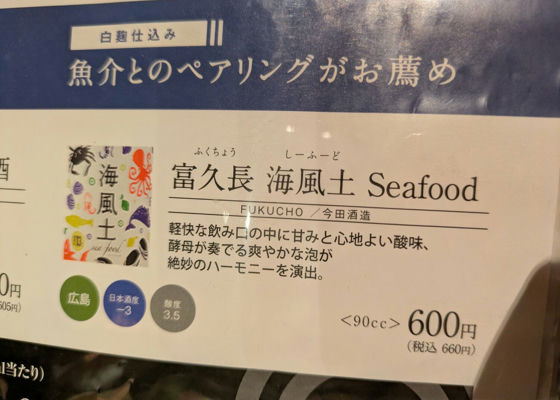 白麹仕込み
魚介とのペアリングがお薦め
酒
ふくちょう しーふーど
富久長 海風土 Seafood
FUKUCHO ／今田酒造
海風土
sea food
軽快な飲み口の中に甘みと心地よい酸味、
酵母が奏でる爽やかな泡が
絶妙のハーモニーを演出。
広島
日本酒度
−3
酸度
3.5
<90cc> 600円
(税込 660円)
0円
605円)
当たり)